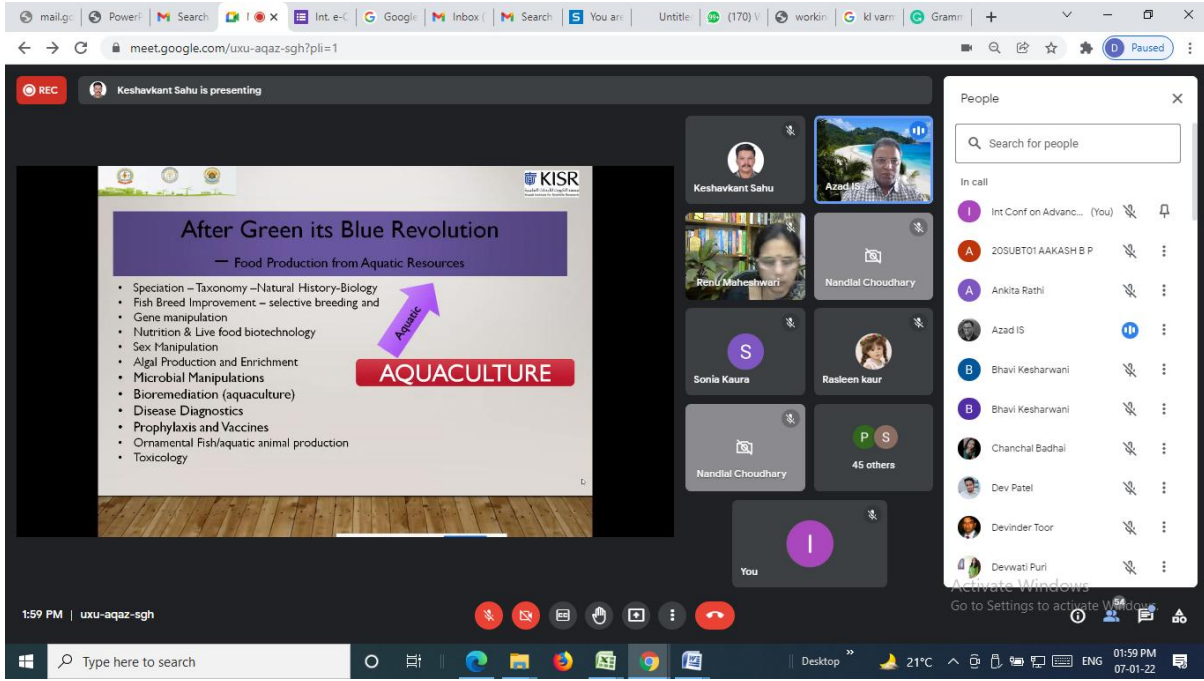 mail.gc
PowerP
Search
I
Int. e-C
Google
Inbox (
Search
You are
Untitle
(170) V
workin
kl varm
Gramm
meet.google.com/uxu-aqaz-sgh?pli=1
D Paused
REC
Keshavkant Sahu is presenting
KISR
After Green its Blue Revolution
— Food Production from Aquatic Resources
• Speciation – Taxonomy –Natural History-Biology
• Fish Breed Improvement – selective breeding and
• Gene manipulation
• Nutrition & Live food biotechnology
• Sex Manipulation
• Algal Production and Enrichment
• Microbial Manipulations
• Bioremediation (aquaculture)
• Disease Diagnostics
• Prophylaxis and Vaccines
• Ornamental Fish/aquatic animal production
• Toxicology
Aquatic
AQUACULTURE
Keshavkant Sahu
Azad IS
Renu Maheshwari
Nandlal Choudhary
S
Sonia Kaura
Rasleen kaur
Nandlal Choudhary
P S
45 others
I
You
People
Search for people
In call
I Int Conf on Advanc... (You)
A 20SUBT01 AAKASH B P
A Ankita Rathi
Azad IS
B Bhavi Kesharwani
B Bhavi Kesharwani
Chanchal Badhai
Dev Patel
Devinder Toor
Devwati Puri
Activate Windows
Go to Settings to activate Windows.
1:59 PM | uxu-aqaz-sgh
54
Type here to search
Desktop
21°C
ENG
01:59 PM
07-01-22